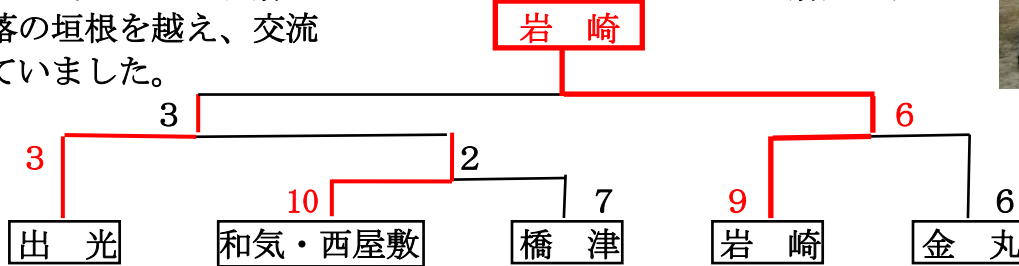 落の垣根を越え、交流
ていました。
岩 崎
3
6
3
2
10
7
9
6
出 光
和気・西屋敷
橋 津
岩 崎
金 丸